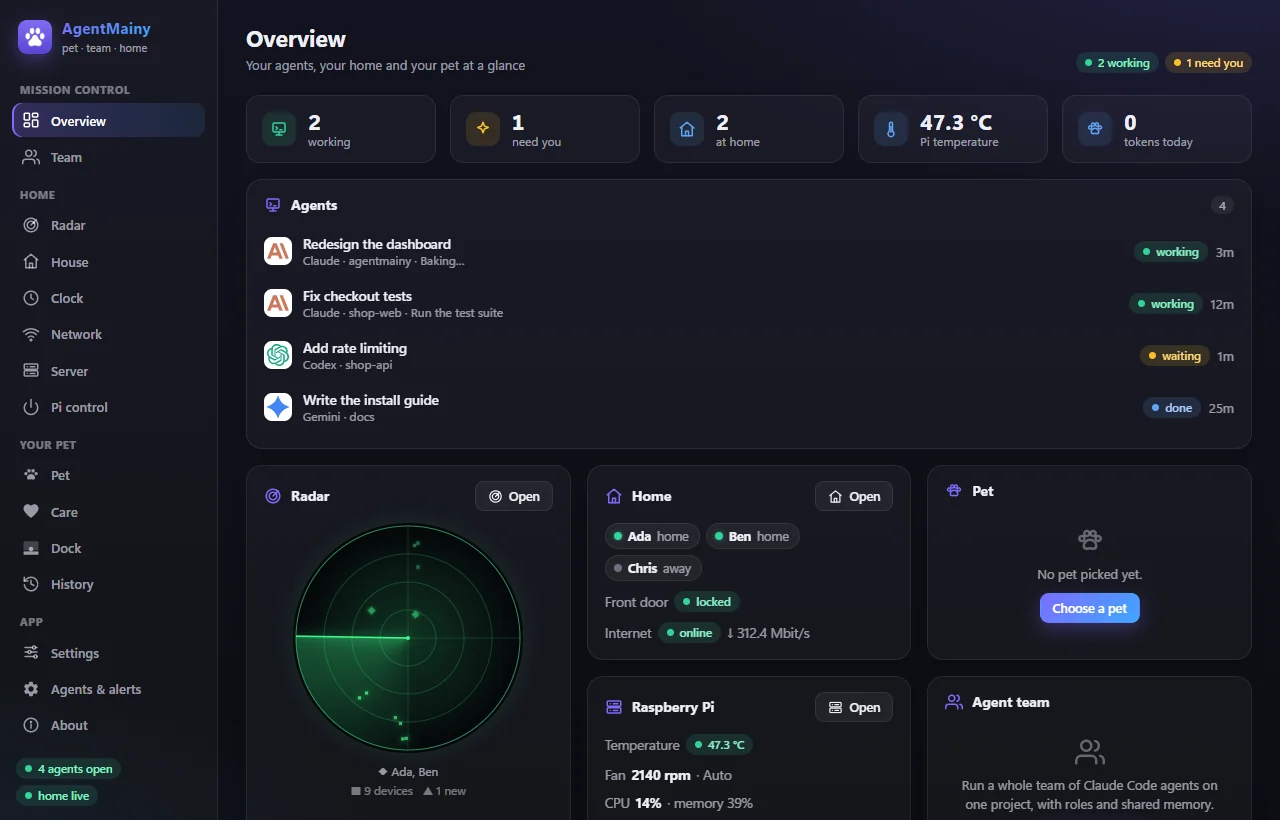 AgentMainy
pet · team · home
MISSION CONTROL
Overview
Team
HOME
Radar
House
Clock
Network
Server
Pi control
YOUR PET
Pet
Care
Dock
History
APP
Settings
Agents & alerts
About
4 agents open
home live
Overview
Your agents, your home and your pet at a glance
2 working
1 need you
2
working
1
need you
2
at home
47.3 °C
Pi temperature
0
tokens today
Agents
4
Redesign the dashboard
Claude · agentmainy · Baking...
working 3m
Fix checkout tests
Claude · shop-web · Run the test suite
working 12m
Add rate limiting
Codex · shop-api
waiting 1m
Write the install guide
Gemini · docs
done 25m
Radar
Open
Ada, Ben
9 devices 1 new
Home
Open
Ada home Ben home
Chris away
Front door locked
Internet online ↓ 312.4 Mbit/s
Pet
No pet picked yet.
Choose a pet
Raspberry Pi
Open
Temperature 47.3 °C
Fan 2140 rpm · Auto
CPU 14% · memory 39%
Agent team
Run a whole team of Claude Code agents on
one project, with roles and shared memory.